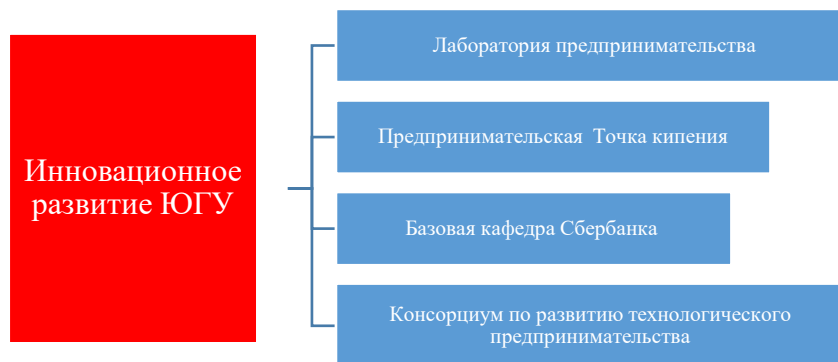 Инновационное
развитие ЮГУ
Лаборатория предпринимательства
Предпринимательская Точка кипения
Базовая кафедра Сбербанка
Консорциум по развитию технологического
предпринимательства